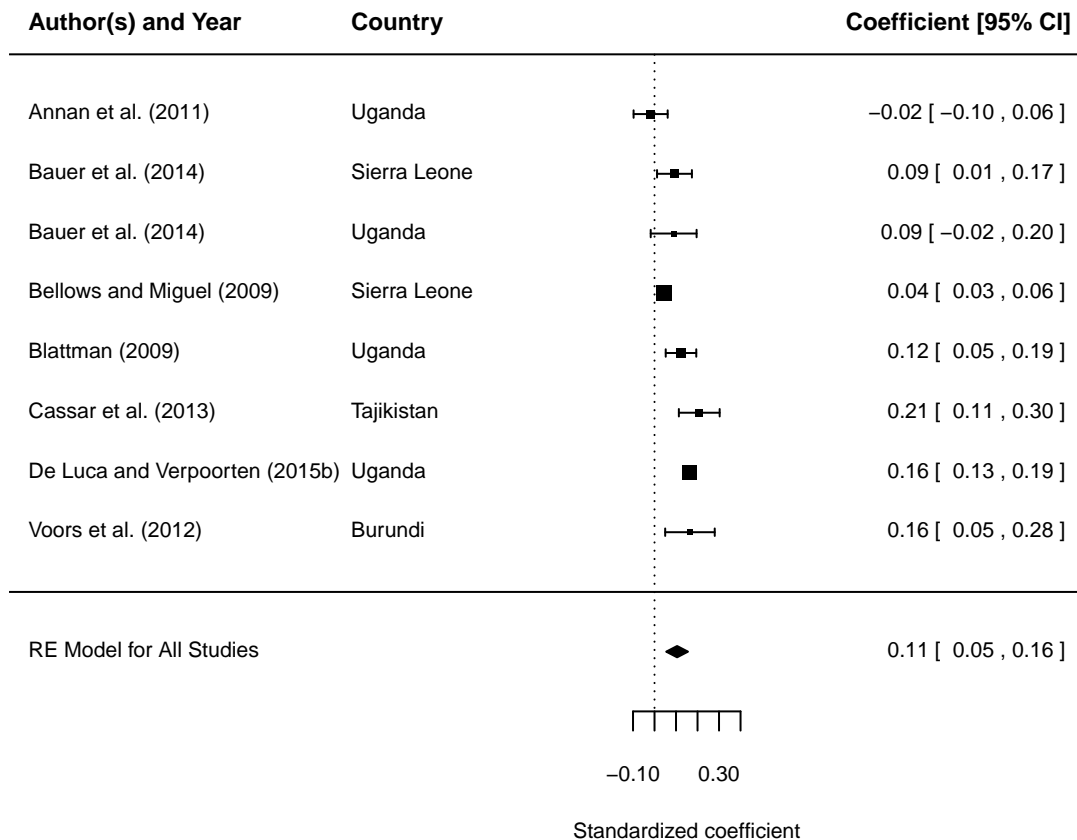 Author(s) and Year Country Coefficient [95% CI]
Annan et al. (2011) Uganda −0.02 [ −0.10 , 0.06 ]
Bauer et al. (2014) Sierra Leone 0.09 [ 0.01 , 0.17 ]
Bauer et al. (2014) Uganda 0.09 [ −0.02 , 0.20 ]
Bellows and Miguel (2009) Sierra Leone 0.04 [ 0.03 , 0.06 ]
Blattman (2009) Uganda 0.12 [ 0.05 , 0.19 ]
Cassar et al. (2013) Tajikistan 0.21 [ 0.11 , 0.30 ]
De Luca and Verpoorten (2015b) Uganda 0.16 [ 0.13 , 0.19 ]
Voors et al. (2012) Burundi 0.16 [ 0.05 , 0.28 ]
RE Model for All Studies 0.11 [ 0.05 , 0.16 ]
−0.10 0.30
Standardized coefficient